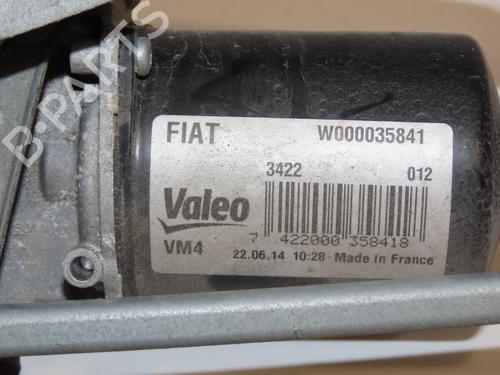 B-PARTS
FIAT W000035841
3422 012
Valeo
7 422000 358418
VM4
22.06.14 10:28 Made in France